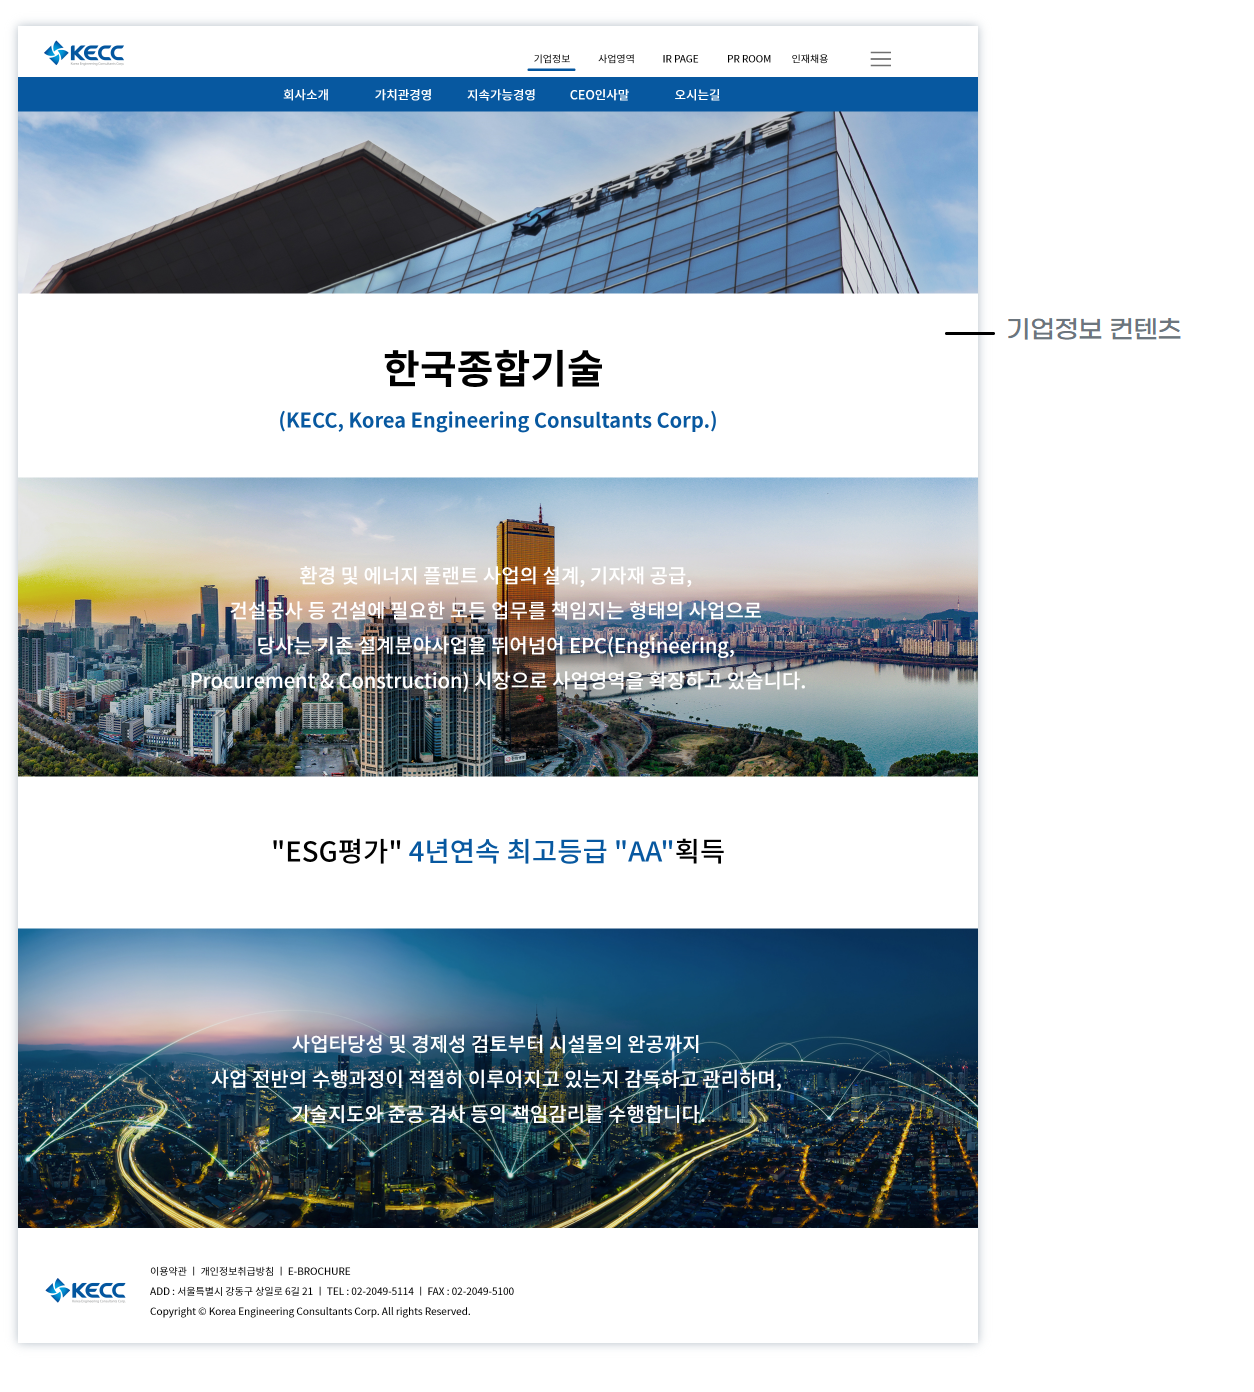 KECC
기업정보 사업영역 IR PAGE PR ROOM 인재채용
회사소개 가치관경영 지속가능경영 CEO인사말 오시는길
한국종합기술
기업정보 컨텐츠
한국종합기술
(KECC, Korea Engineering Consultants Corp.)
환경 및 에너지 플랜트 사업의 설계, 기자재 공급,
건설공사 등 건설에 필요한 모든 업무를 책임지는 형태의 사업으로
당사는 기존 설계분야사업을 뛰어넘어 EPC(Engineering,
Procurement & Construction) 시장으로 사업영역을 확장하고 있습니다.
"ESG평가" 4년연속 최고등급 "AA"획득
사업타당성 및 경제성 검토부터 시설물의 완공까지
사업 전반의 수행과정이 적절히 이루어지고 있는지 감독하고 관리하며,
기술지도와 준공 검사 등의 책임감리를 수행합니다.
이용약관 ㅣ 개인정보취급방침 ㅣ E-BROCHURE
KECC
ADD : 서울특별시 강동구 상일로 6길 21 ㅣ TEL : 02-2049-5114 ㅣ FAX : 02-2049-5100
Copyright © Korea Engineering Consultants Corp. All rights Reserved.